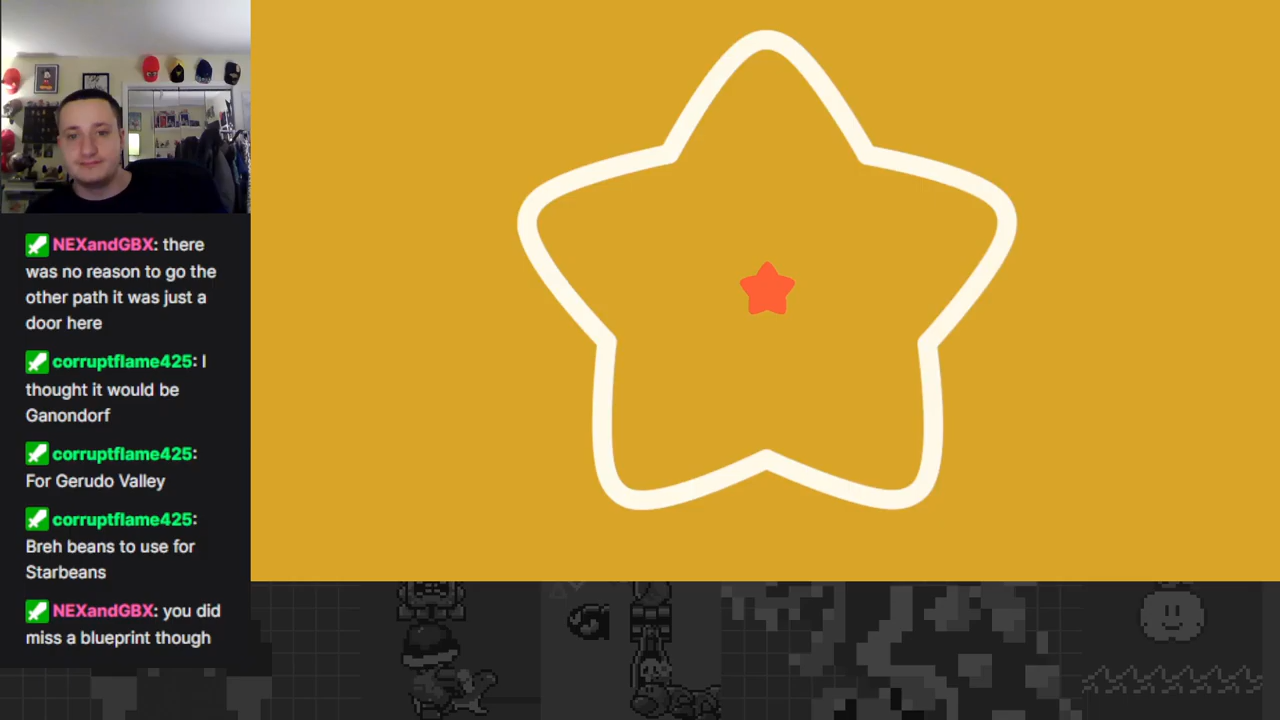 NEXandGBX: there
was no reason to go the
other path it was just a
door here
corruptflame425: I
thought it would be
Ganondorf
corruptflame425:
For Gerudo Valley
corruptflame425:
Breh beans to use for
Starbeans
NEXandGBX: you did
miss a blueprint though